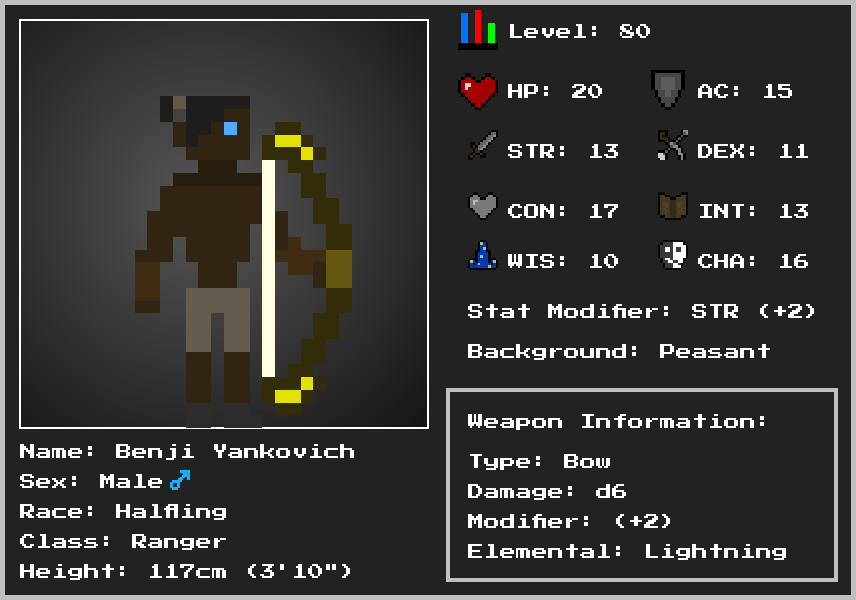 Level: 80
HP: 20
AC: 15
STR: 13
DEX: 11
CON: 17
INT: 13
WIS: 10
CHA: 16
Stat Modifier: STR (+2)
Background: Peasant
Weapon Information:
Type: Bow
Damage: d6
Modifier: (+2)
Elemental: Lightning
Name: Benji Yankovich
Sex: Male♂
Race: Halfling
Class: Ranger
Height: 117cm (3'10")